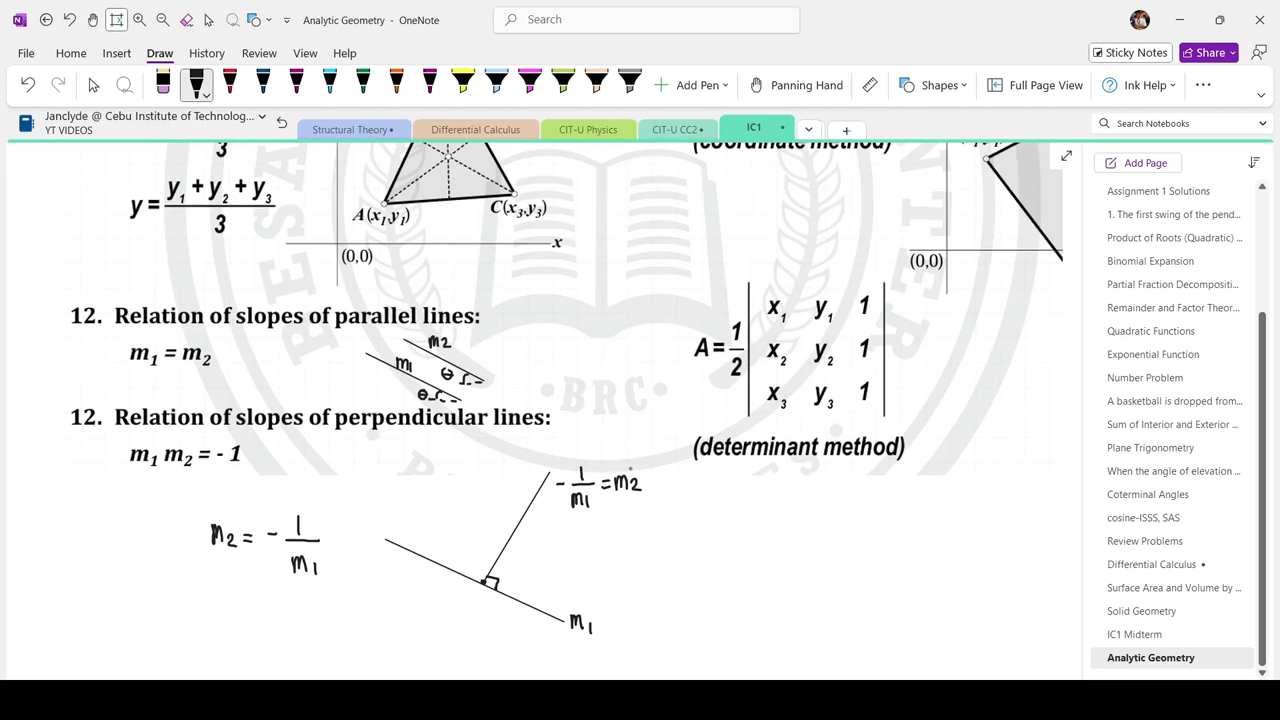 Analytic Geometry - OneNote
Search
File Home Insert Draw History Review View Help
Sticky Notes
Share
Add Pen
Panning Hand
Shapes
Full Page View
Ink Help
Janclyde @ Cebu Institute of Technolog...
YT VIDEOS
Structural Theory
Differential Calculus
CIT-U Physics
CIT-U CC2
IC1
Search Notebooks
Add Page
Assignment 1 Solutions
1. The first swing of the pend...
Product of Roots (Quadratic) ...
Binomial Expansion
Partial Fraction Decompositi...
Remainder and Factor Theor...
Quadratic Functions
Exponential Function
Number Problem
A basketball is dropped from...
Sum of Interior and Exterior ...
Plane Trigonometry
When the angle of elevation ...
Coterminal Angles
cosine-ISSS, SAS
Review Problems
Differential Calculus
Surface Area and Volume by ...
Solid Geometry
IC1 Midterm
Analytic Geometry
3
y = y1 + y2 + y3
3
A(x1,y1)
C(x3,y3)
x
(0,0)
12. Relation of slopes of parallel lines:
m1 = m2
m2
m1
θ
θ
12. Relation of slopes of perpendicular lines:
m1 m2 = - 1
m2 = - 1
m1
- 1 = m2
m1
m1
(coordinate method)
(0,0)
A = 1
2
x1 y1 1
x2 y2 1
x3 y3 1
(determinant method)
BRC